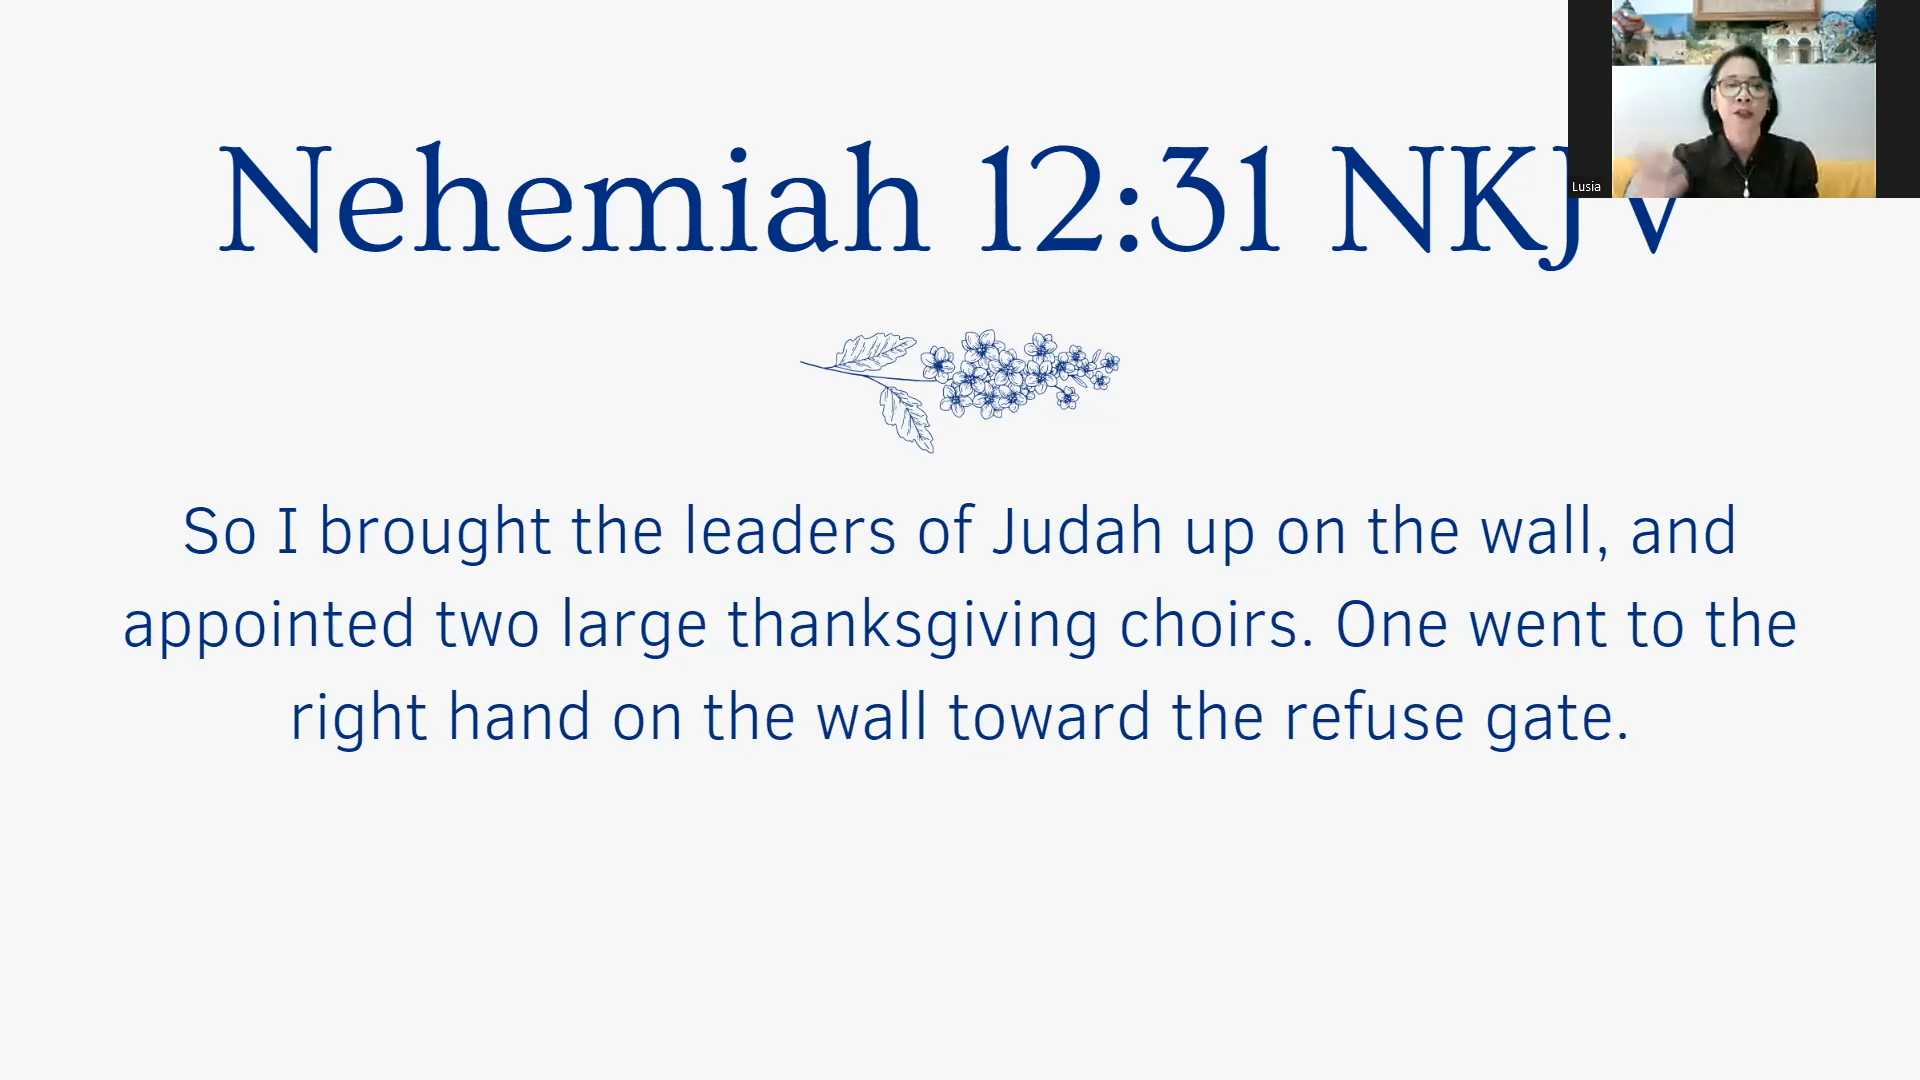 Nehemiah 12:31 NKJV
Lusia
So I brought the leaders of Judah up on the wall, and
appointed two large thanksgiving choirs. One went to the
right hand on the wall toward the refuse gate.